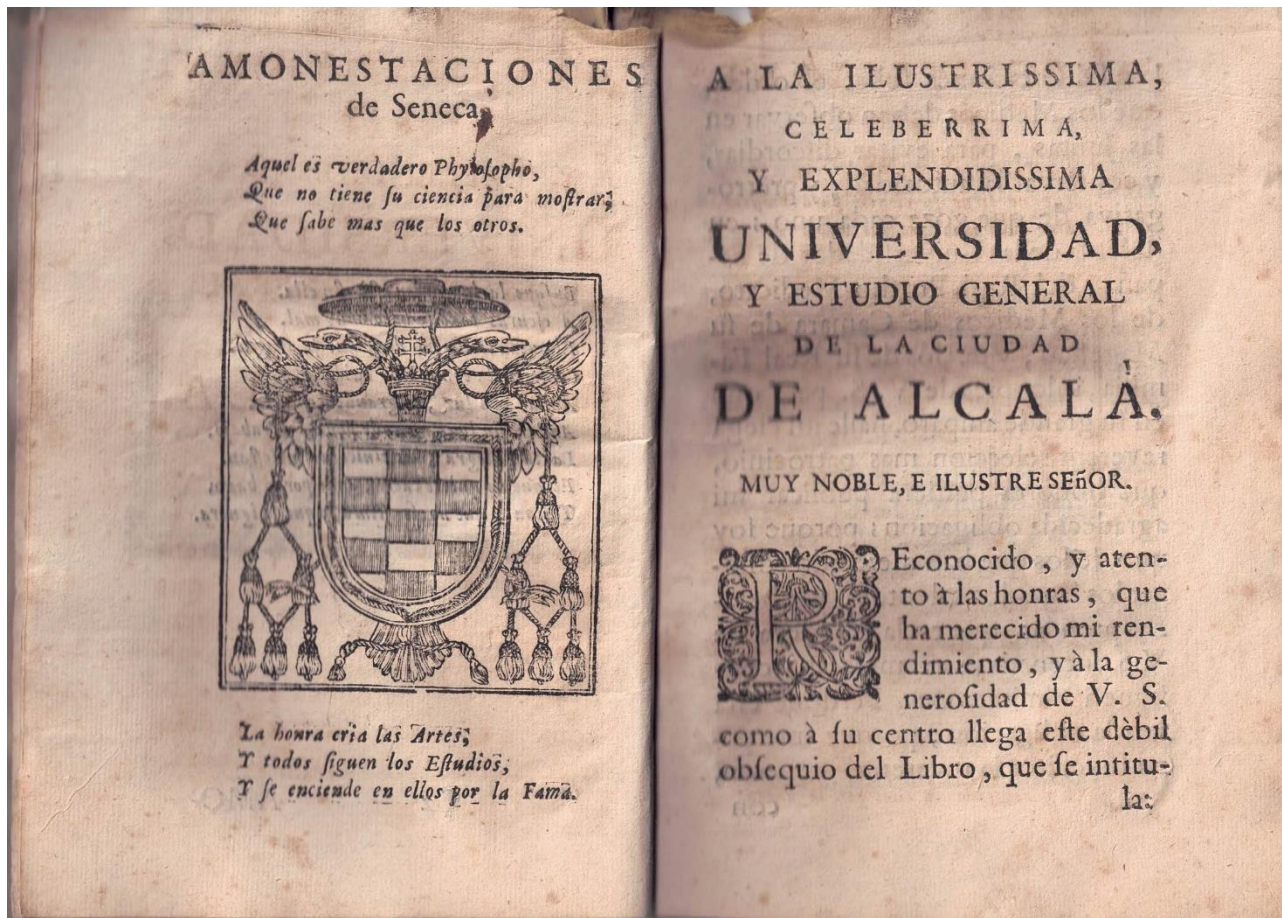 AMONESTACIONES
de Seneca,
Aquel es verdadero Phylosopho,
Que no tiene ſu ciencia para moſtrar;
Que ſabe mas que los otros.
La honra cria las Artes;
Y todos ſiguen los Eſtudios;
Y ſe enciende en ellos por la Fama.
A LA ILUSTRISSIMA,
CELEBERRIMA,
Y EXPLENDIDISSIMA
UNIVERSIDAD,
Y ESTUDIO GENERAL
DE LA CIUDAD
DE ALCALÀ.
MUY NOBLE, E ILUSTRE SEñOR.
REconocido, y aten-
to à las honras, que
ha merecido mi ren-
dimiento, y à la ge-
neroſidad de V. S.
como à ſu centro llega eſte dèbil
obſequio del Libro, que ſe intitu-
la: